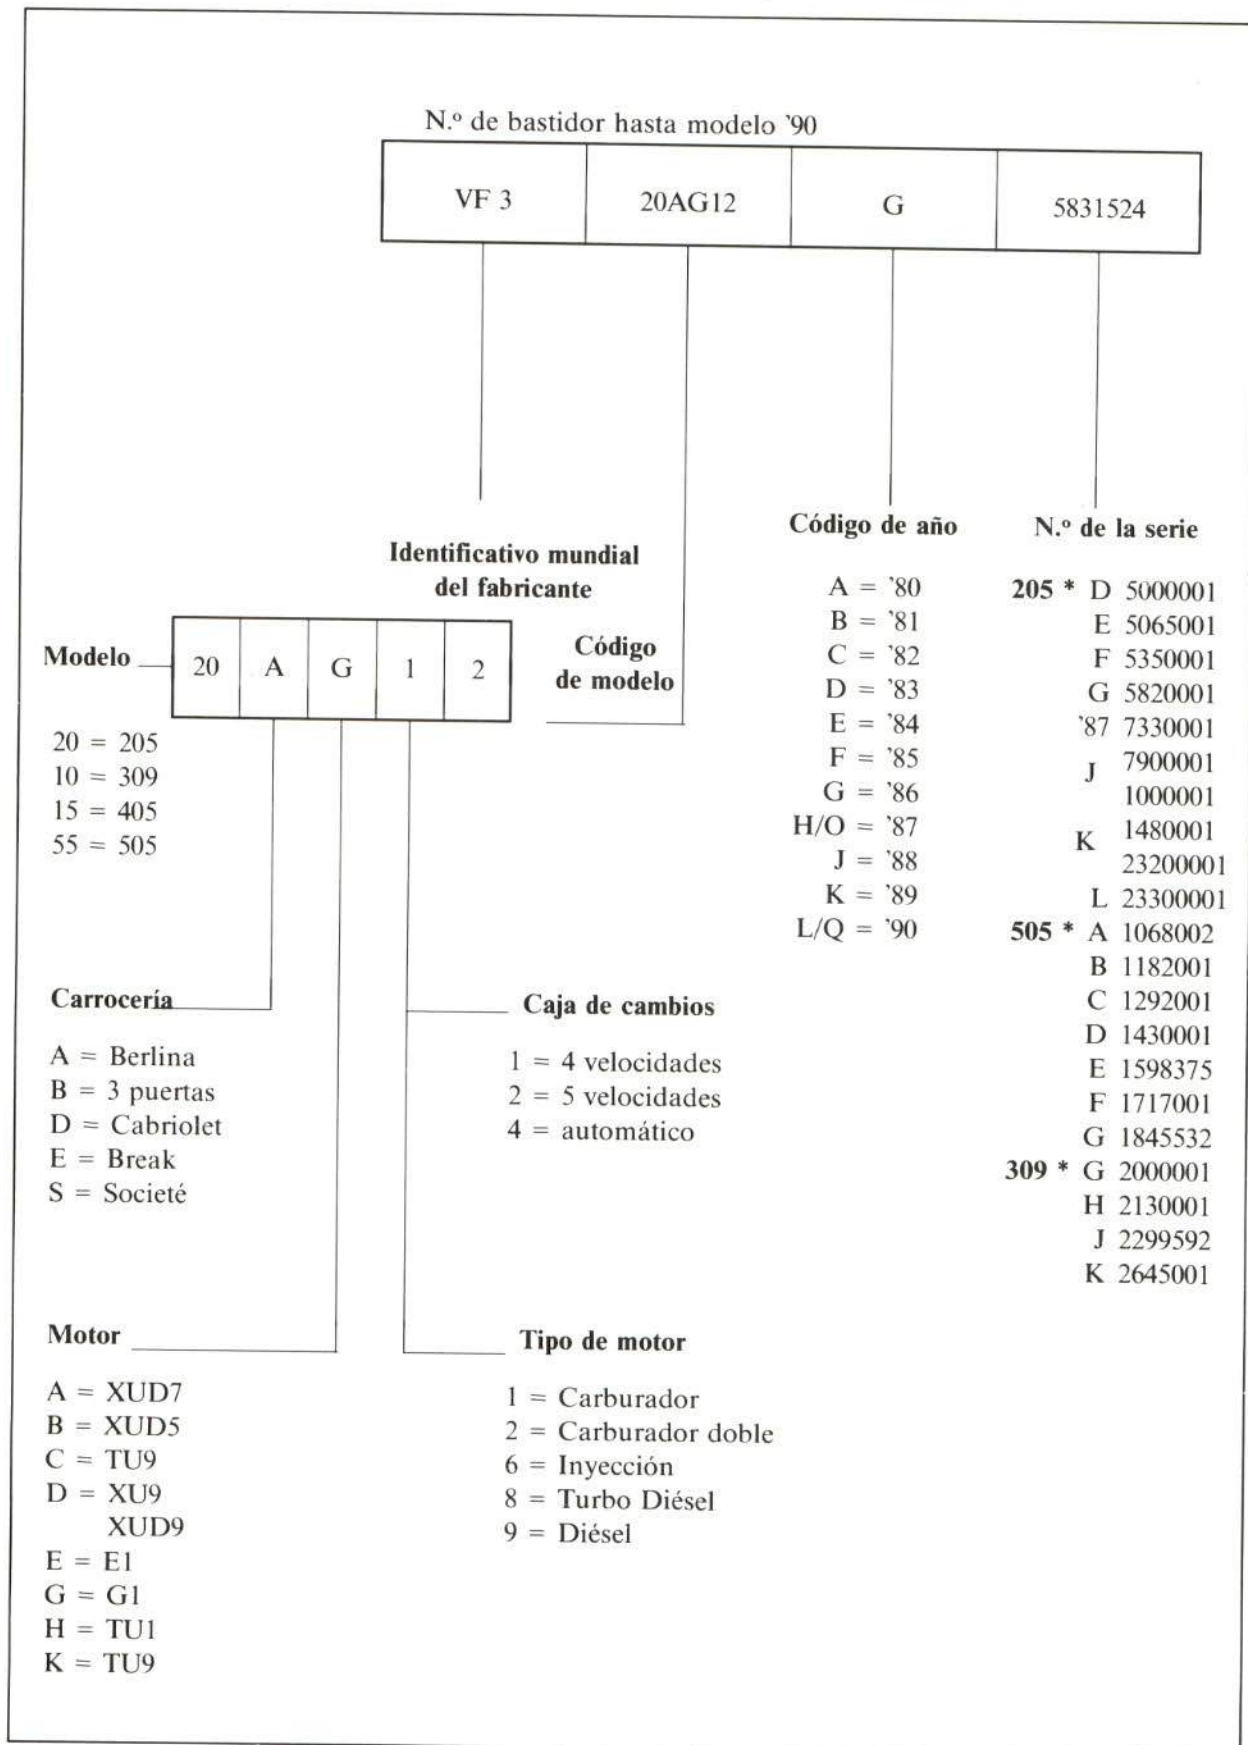 N.º de bastidor hasta modelo '90
VF 3 20AG12 G 5831524
Identificativo mundial
del fabricante
Código
de modelo
Modelo 20 A G 1 2
20 = 205
10 = 309
15 = 405
55 = 505
Carrocería
A = Berlina
B = 3 puertas
D = Cabriolet
E = Break
S = Societé
Motor
A = XUD7
B = XUD5
C = TU9
D = XU9
XUD9
E = E1
G = G1
H = TU1
K = TU9
Caja de cambios
1 = 4 velocidades
2 = 5 velocidades
4 = automático
Tipo de motor
1 = Carburador
2 = Carburador doble
6 = Inyección
8 = Turbo Diésel
9 = Diésel
Código de año
A = '80
B = '81
C = '82
D = '83
E = '84
F = '85
G = '86
H/O = '87
J = '88
K = '89
L/Q = '90
N.º de la serie
205 * D 5000001
E 5065001
F 5350001
G 5820001
'87 7330001
J 7900001
1000001
K 1480001
23200001
L 23300001
505 * A 1068002
B 1182001
C 1292001
D 1430001
E 1598375
F 1717001
G 1845532
309 * G 2000001
H 2130001
J 2299592
K 2645001